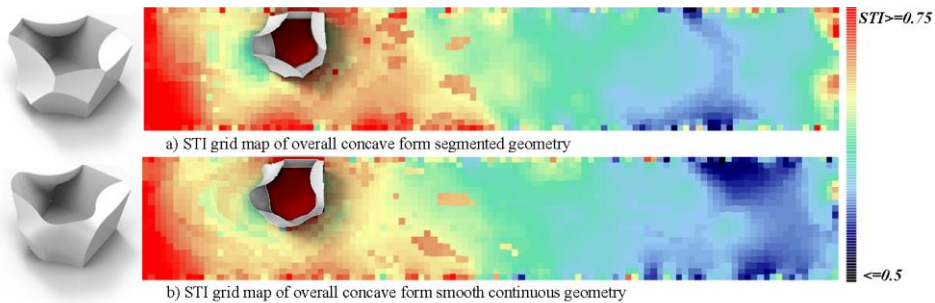 STI>=0.75
a) STI grid map of overall concave form segmented geometry
<=0.5
b) STI grid map of overall concave form smooth continuous geometry